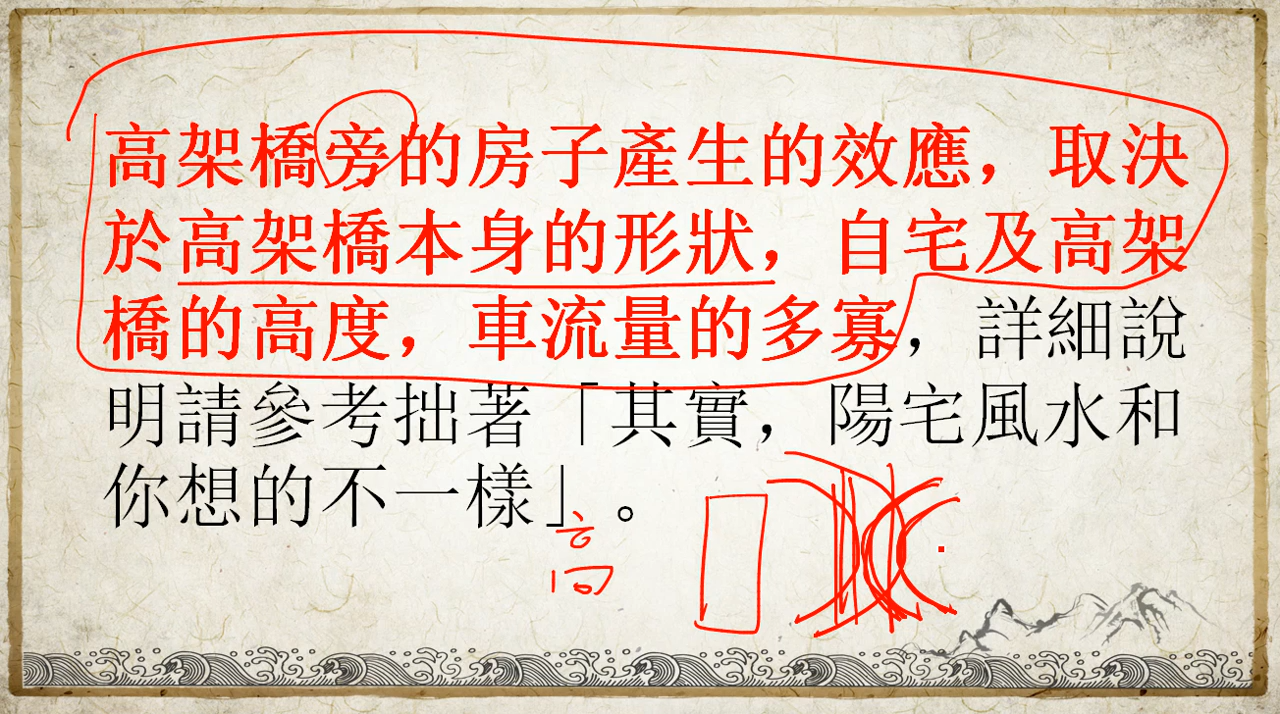 高架橋旁的房子產生的效應，取決
於高架橋本身的形狀，自宅及高架
橋的高度，車流量的多寡，詳細說
明請參考拙著「其實，陽宅風水和
你想的不一樣」。
高